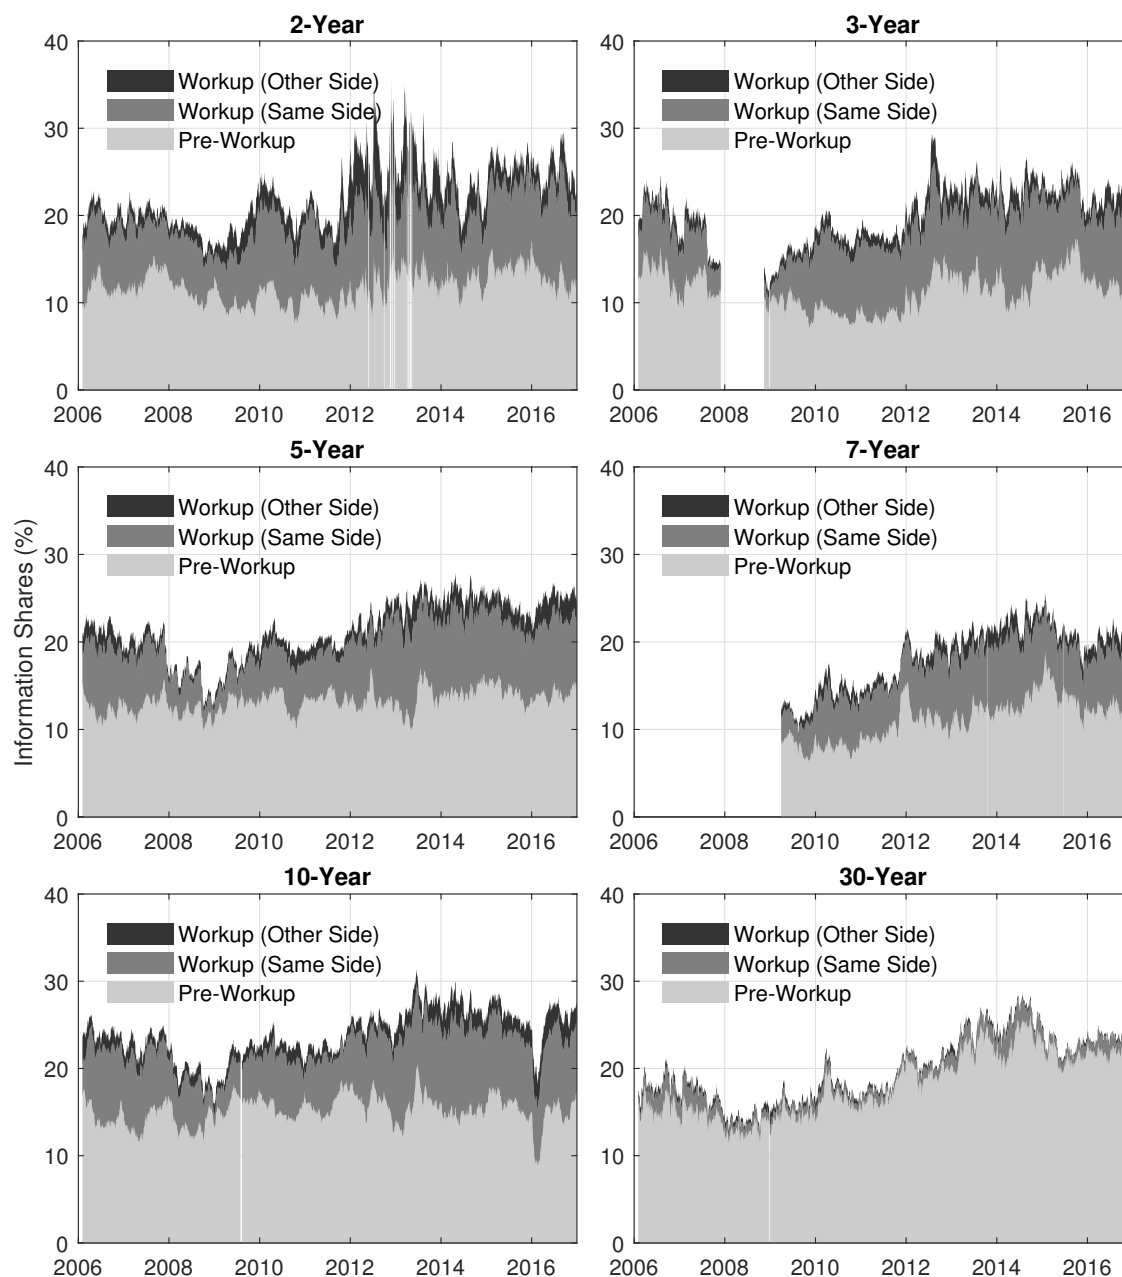 2-Year
40
30
20
10
0
Workup (Other Side)
Workup (Same Side)
Pre-Workup
2006 2008 2010 2012 2014 2016
3-Year
40
30
20
10
0
Workup (Other Side)
Workup (Same Side)
Pre-Workup
2006 2008 2010 2012 2014 2016
Information Shares (%)
5-Year
40
30
20
10
0
Workup (Other Side)
Workup (Same Side)
Pre-Workup
2006 2008 2010 2012 2014 2016
7-Year
40
30
20
10
0
Workup (Other Side)
Workup (Same Side)
Pre-Workup
2006 2008 2010 2012 2014 2016
10-Year
40
30
20
10
0
Workup (Other Side)
Workup (Same Side)
Pre-Workup
2006 2008 2010 2012 2014 2016
30-Year
40
30
20
10
0
Workup (Other Side)
Workup (Same Side)
Pre-Workup
2006 2008 2010 2012 2014 2016